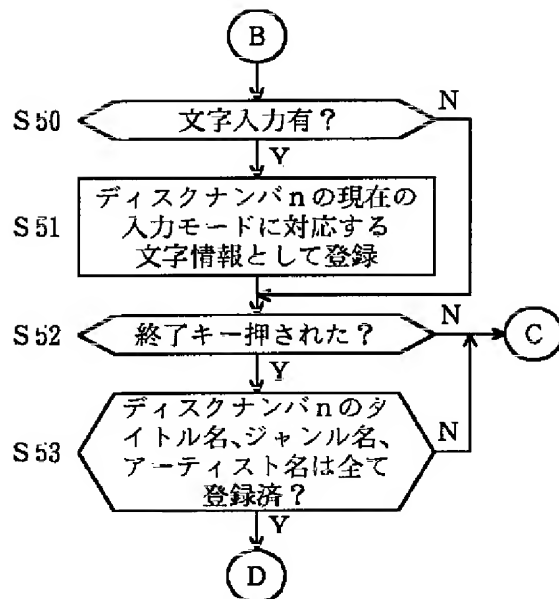 B
S50
文字入力有？
N
Y
S51
ディスクナンバnの現在の
入力モードに対応する
文字情報として登録
S52
終了キー押された？
N
C
Y
S53
ディスクナンバnのタ
イトル名、ジャンル名、
アーティスト名は全て
登録済？
N
Y
D